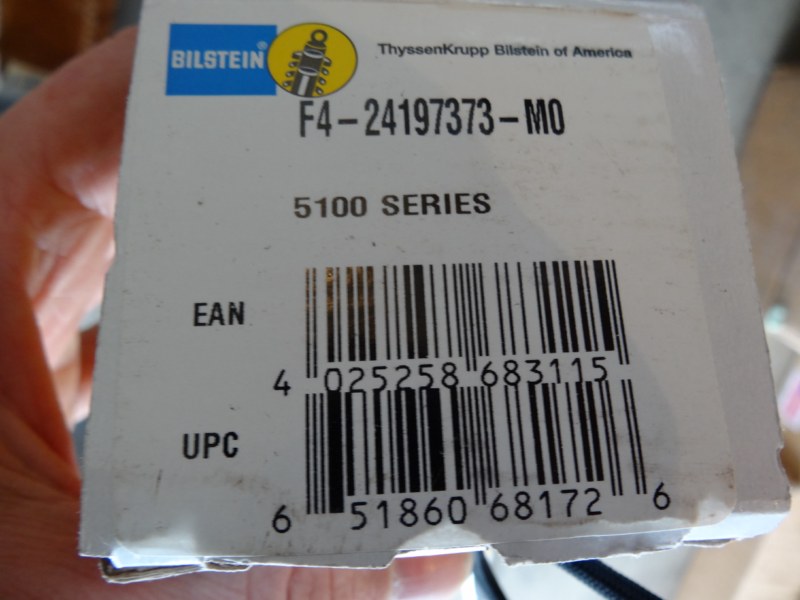 BILSTEIN®
ThyssenKrupp Bilstein of America
F4-24197373-M0
5100 SERIES
EAN
4 025258 683115
UPC
6 51860 68172 6